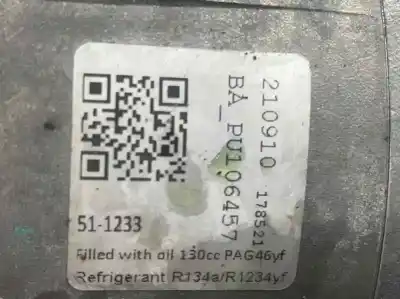 210910 178521
BA_PU106457
51-1233
Filled with oil 130cc PAG46yf
Refrigerant R134a/R1234yf